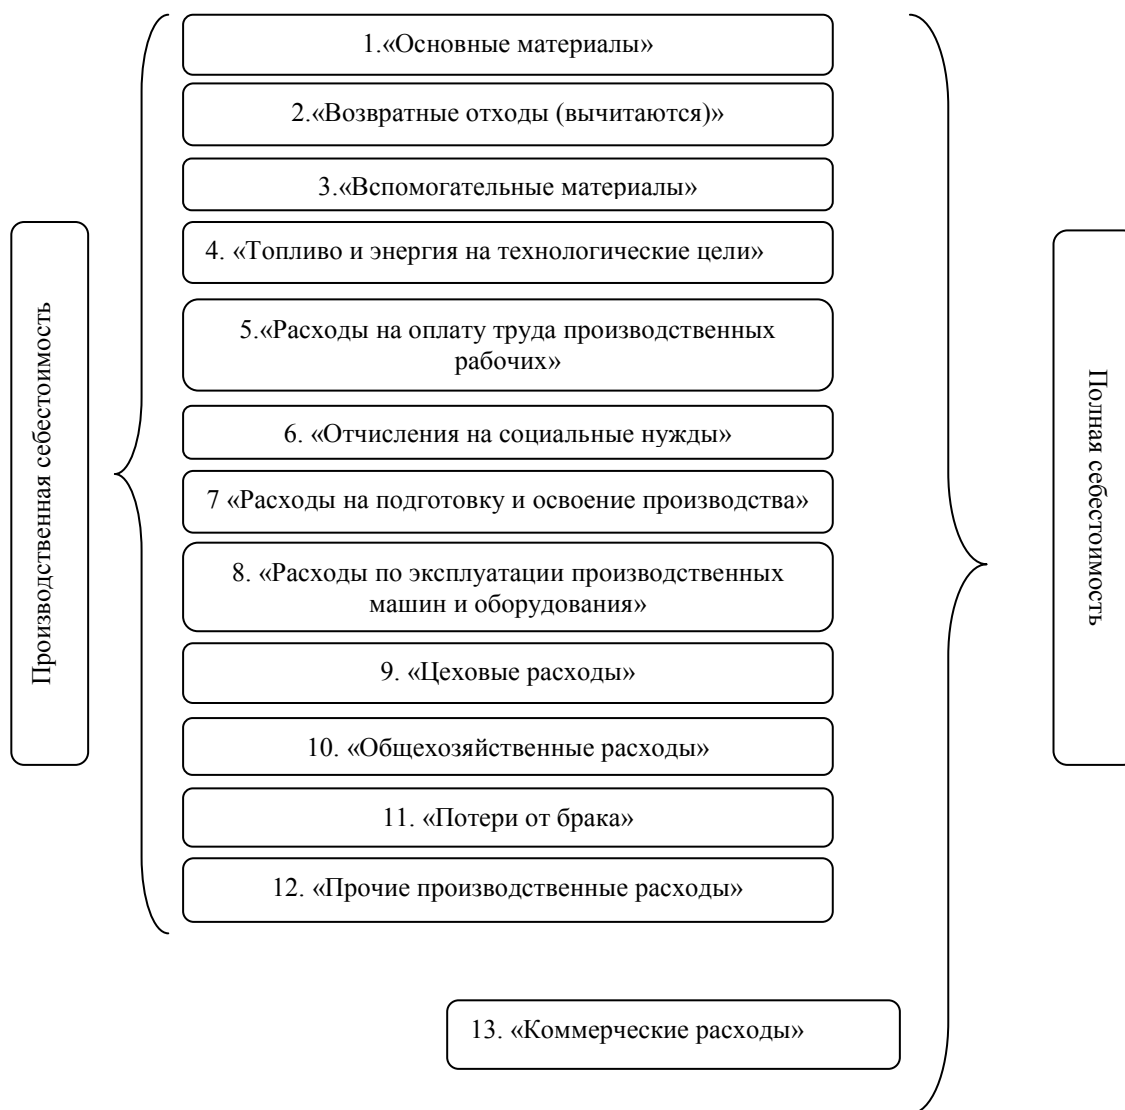 1.«Основные материалы»
2.«Возвратные отходы (вычитаются)»
3.«Вспомогательные материалы»
4. «Топливо и энергия на технологические цели»
5.«Расходы на оплату труда производственных
рабочих»
6. «Отчисления на социальные нужды»
7 «Расходы на подготовку и освоение производства»
8. «Расходы по эксплуатации производственных
машин и оборудования»
9. «Цеховые расходы»
10. «Общехозяйственные расходы»
11. «Потери от брака»
12. «Прочие производственные расходы»
13. «Коммерческие расходы»
Производственная себестоимость
Полная себестоимость